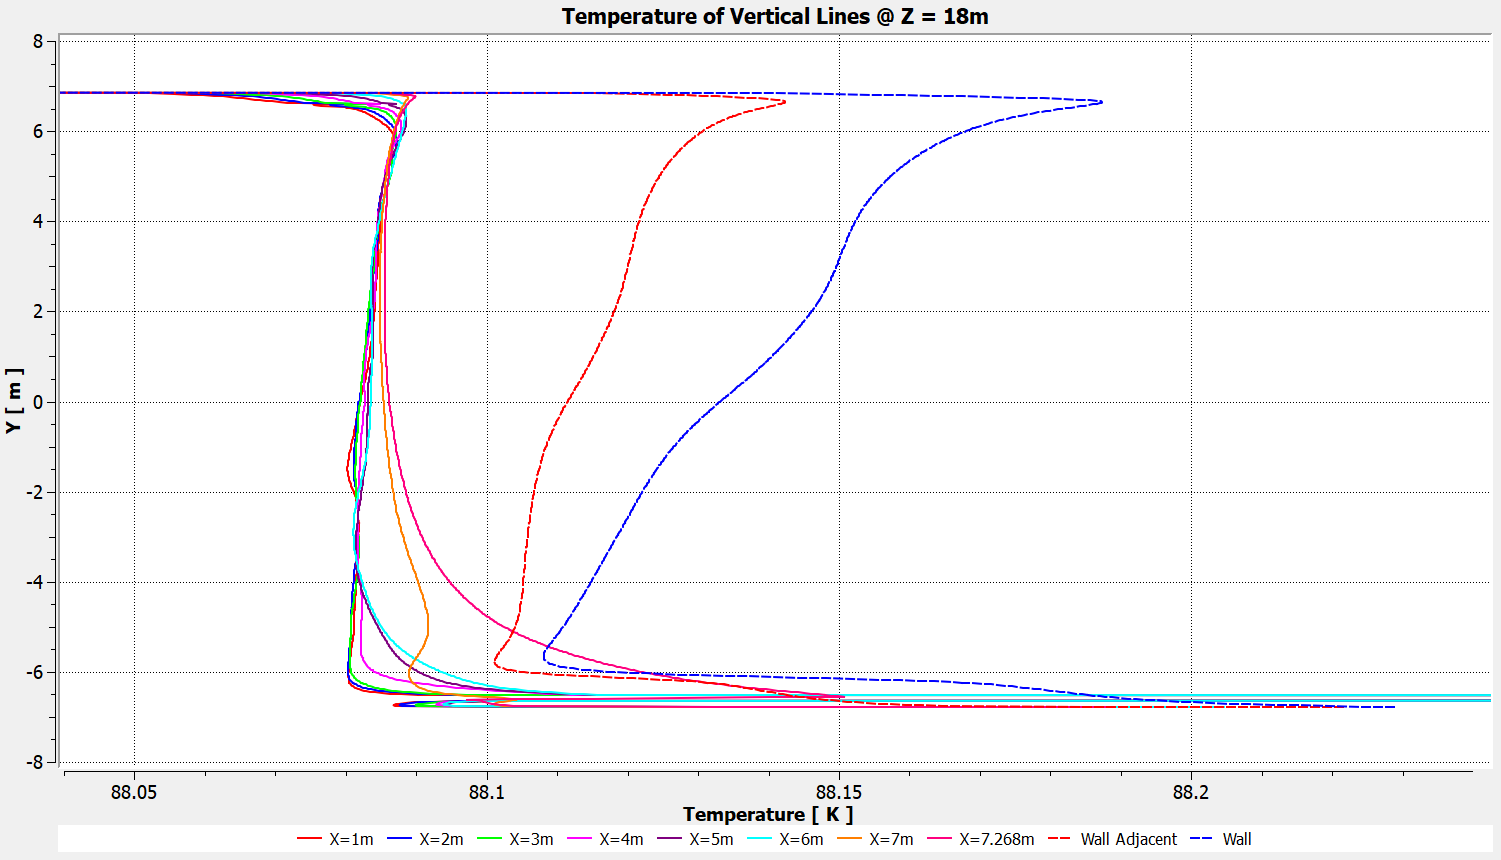 Temperature of Vertical Lines @ Z = 18m
8
6
4
2
0
-2
-4
-6
-8
Y [ m ]
88.05 88.1 88.15 88.2
Temperature [ K ]
X=1m X=2m X=3m X=4m X=5m X=6m X=7m X=7.268m Wall Adjacent Wall